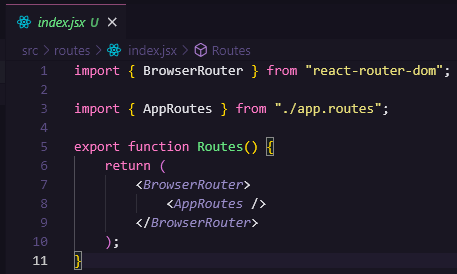 index.jsx U ×
src > routes > index.jsx > Routes
1 import { BrowserRouter } from "react-router-dom";
2
3 import { AppRoutes } from "./app.routes";
4
5 export function Routes() {
6     return (
7         <BrowserRouter>
8             <AppRoutes />
9         </BrowserRouter>
10     );
11 }